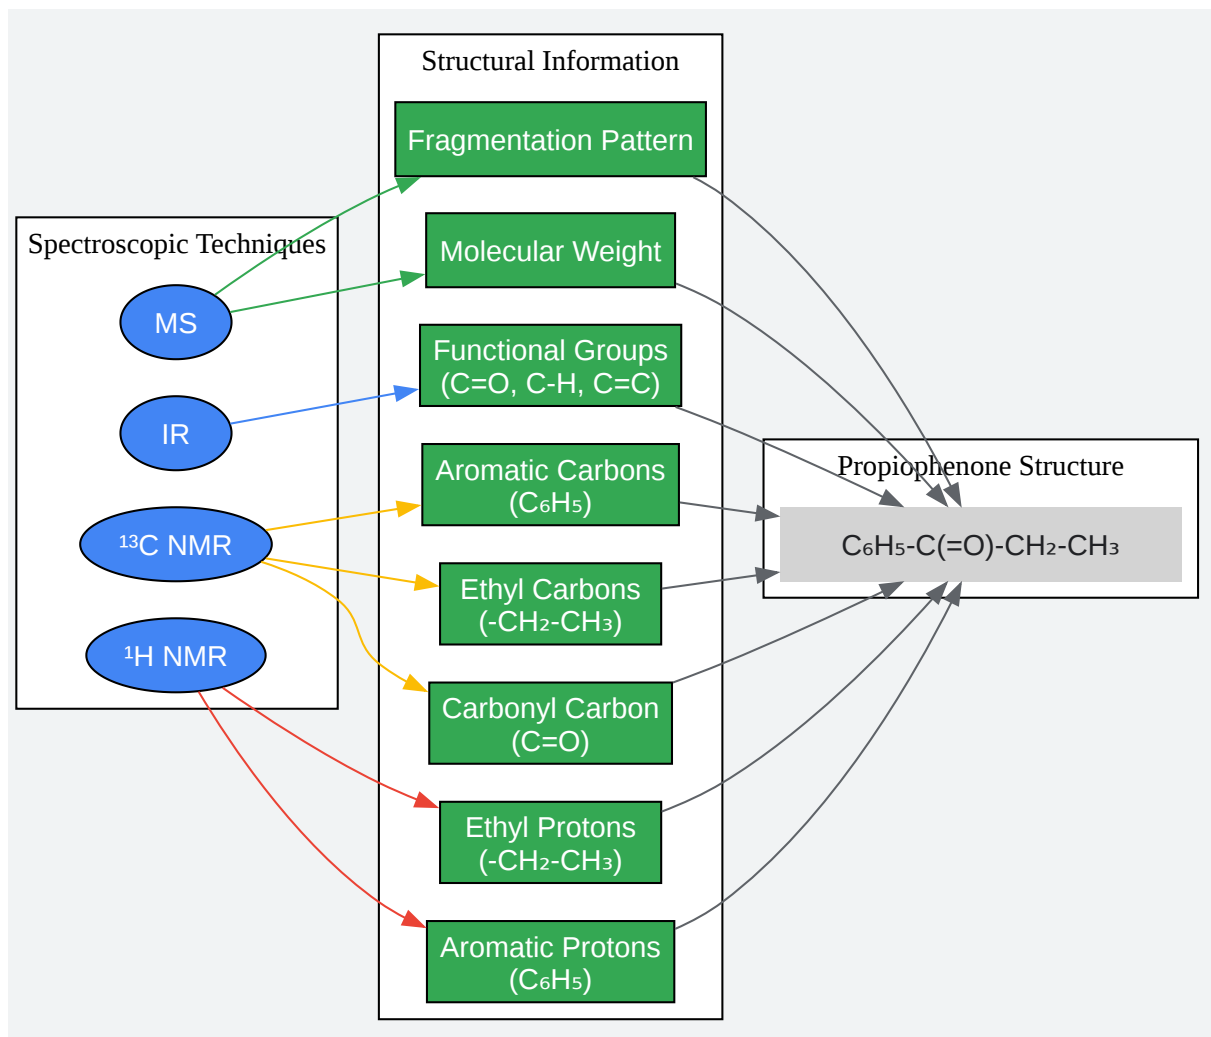 Spectroscopic Techniques
MS
IR
¹³C NMR
¹H NMR
Structural Information
Fragmentation Pattern
Molecular Weight
Functional Groups
(C=O, C-H, C=C)
Aromatic Carbons
(C₆H₅)
Ethyl Carbons
(-CH₂-CH₃)
Carbonyl Carbon
(C=O)
Ethyl Protons
(-CH₂-CH₃)
Aromatic Protons
(C₆H₅)
Propiophenone Structure
C₆H₅-C(=O)-CH₂-CH₃